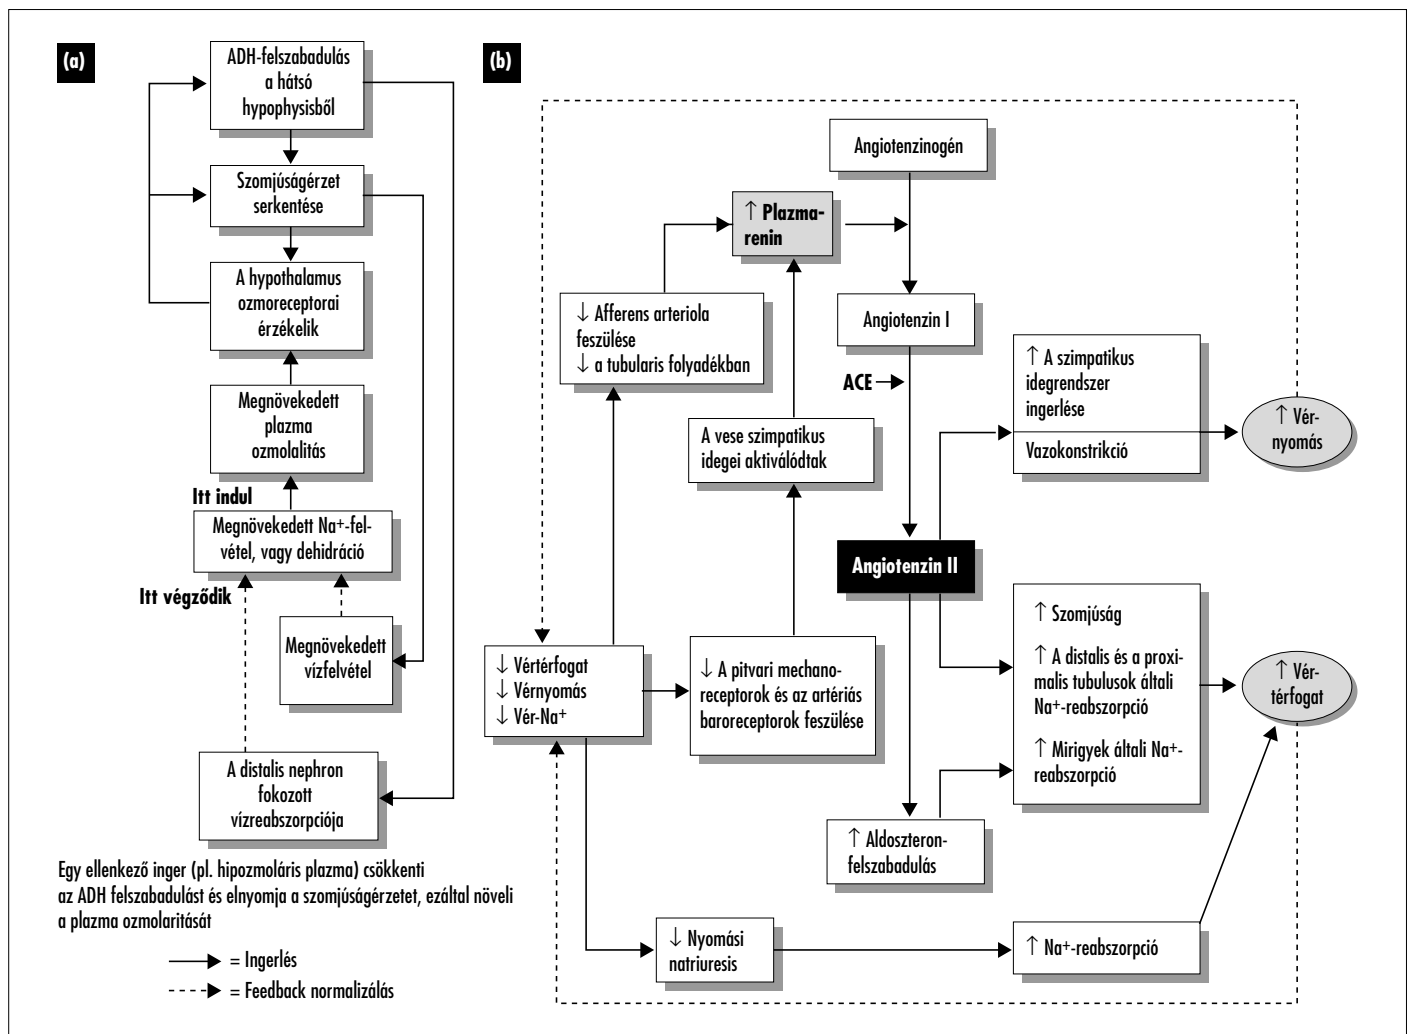 (a)
ADH-felszabadulás
a hátsó
hypophysisből
Szomjúságérzet
serkentése
A hypothalamus
ozmoreceptorai
érzékelik
Megnövekedett
plazma
ozmolalitás
Itt indul
Megnövekedett Na⁺-fel-
vétel, vagy dehidráció
Itt végződik
Megnövekedett
vízfelvétel
A distalis nephron
fokozott
vízreabszorpciója
Egy ellenkező inger (pl. hipozmoláris plazma) csökkenti
az ADH felszabadulást és elnyomja a szomjúságérzetet, ezáltal növeli
a plazma ozmolaritását
= Ingerlés
= Feedback normalizálás
(b)
Angiotenzinogén
↑ Plazma-
renin
↓ Afferens arteriola
feszülése
↓ a tubularis folyadékban
Angiotenzin I
ACE
A vese szimpatikus
idegei aktiválódtak
↑ A szimpatikus
idegrendszer
ingerlése
Vazokonstrikció
↑ Vér-
nyomás
Angiotenzin II
↓ Vértérfogat
↓ Vérnyomás
↓ Vér-Na⁺
↓ A pitvari mechano-
receptorok és az artériás
baroreceptorok feszülése
↑ Szomjúság
↑ A distalis és a proxi-
malis tubulusok általi
Na⁺-reabszorpció
↑ Mirigyek általi Na⁺-
reabszorpció
↑ Vér-
térfogat
↑ Aldoszteron-
felszabadulás
↓ Nyomási
natriuresis
↑ Na⁺-reabszorpció